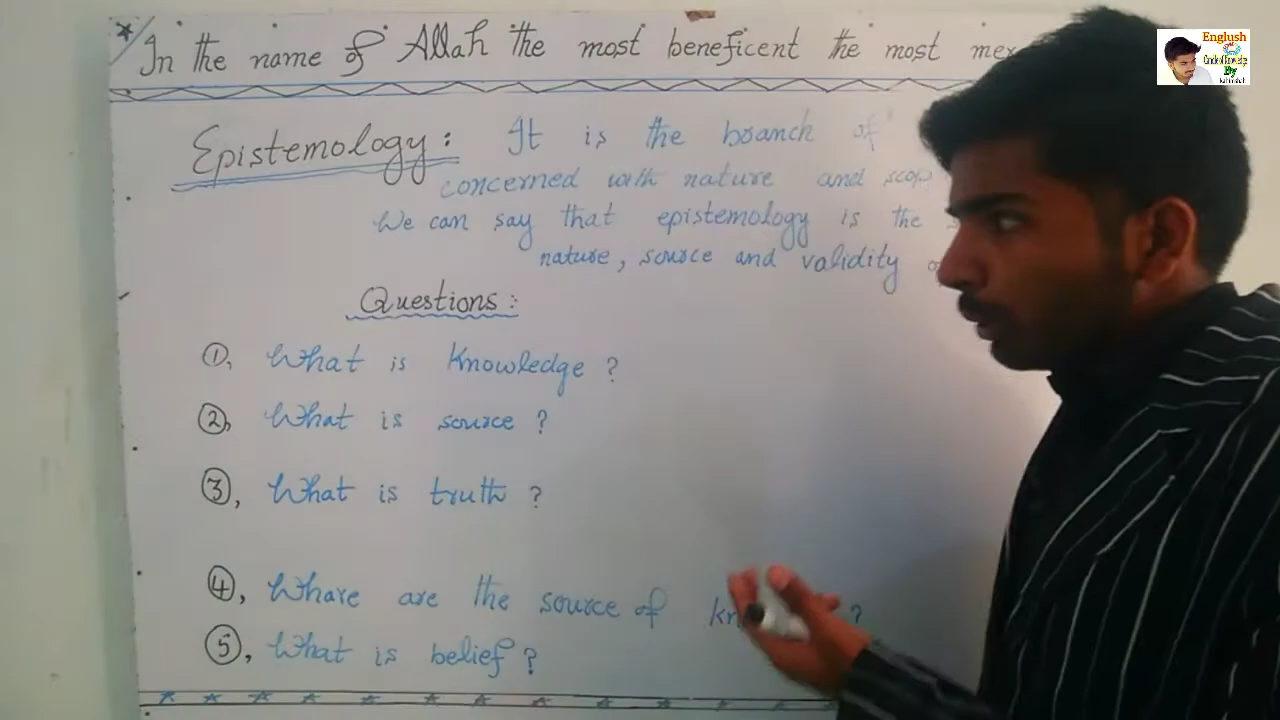 In the name of Allah the most beneficent the most
Epistemology: It is the branch of
concerned with nature and
We can say that epistemology is the
nature, source and validity
Questions:
①, What is Knowledge?
②, What is source?
③, What is truth?
④, Whare are the source of ?
⑤, What is belief?
Englush
By